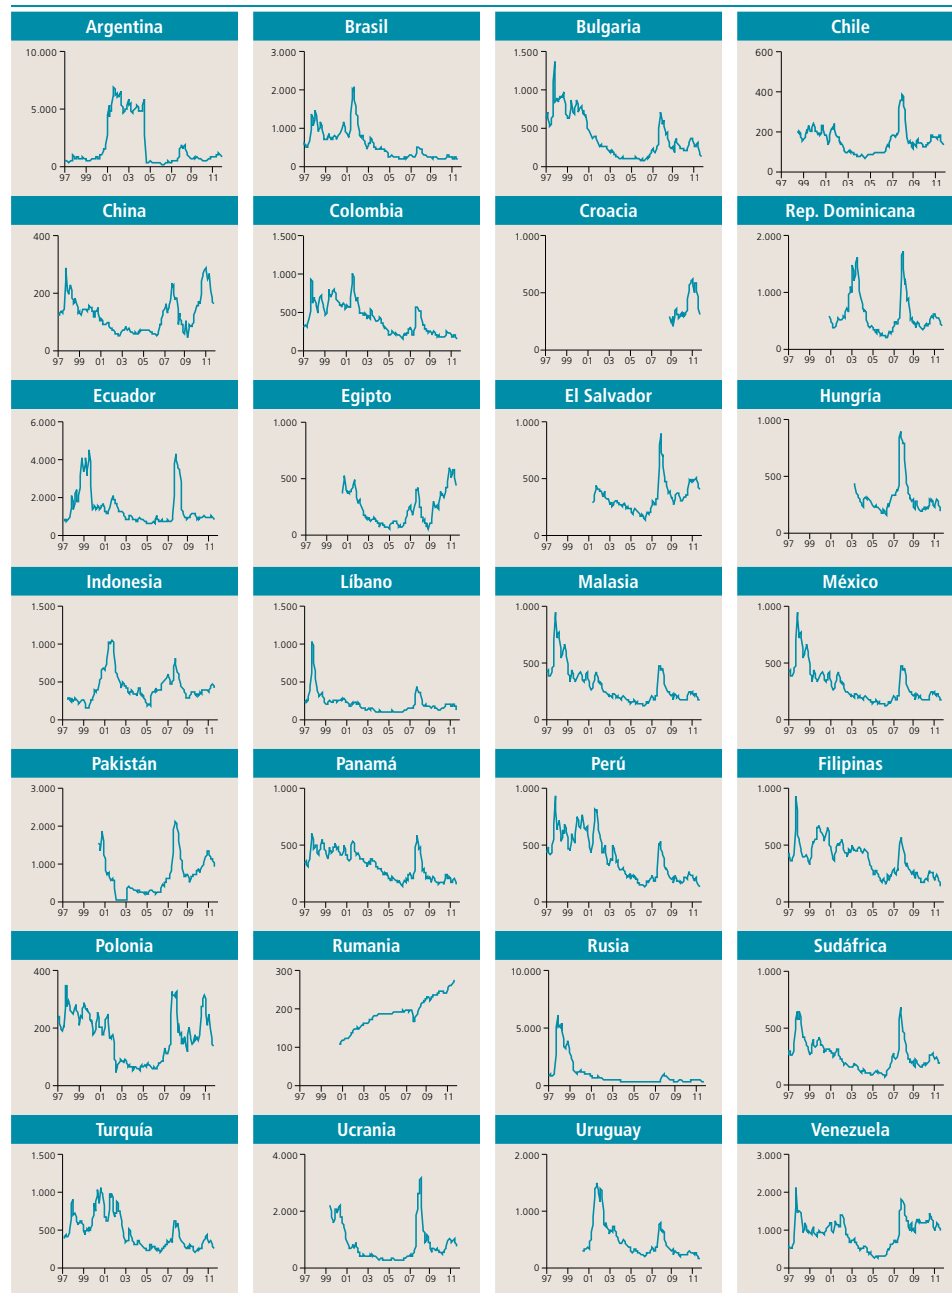 Argentina
10.000
5.000
0
97 99 01 03 05 07 09 11
Brasil
3.000
2.000
1.000
0
97 99 01 03 05 07 09 11
Bulgaria
1.500
1.000
500
0
97 99 01 03 05 07 09 11
Chile
600
400
200
0
97 99 01 03 05 07 09 11
China
400
200
0
97 99 01 03 05 07 09 11
Colombia
1.500
1.000
500
0
97 99 01 03 05 07 09 11
Croacia
1.000
500
0
97 99 01 03 05 07 09 11
Rep. Dominicana
2.000
1.000
0
97 99 01 03 05 07 09 11
Ecuador
6.000
4.000
2.000
0
97 99 01 03 05 07 09 11
Egipto
1.000
500
0
97 99 01 03 05 07 09 11
El Salvador
1.000
500
0
97 99 01 03 05 07 09 11
Hungría
1.000
500
0
97 99 01 03 05 07 09 11
Indonesia
1.500
1.000
500
0
97 99 01 03 05 07 09 11
Líbano
1.500
1.000
500
0
97 99 01 03 05 07 09 11
Malasia
1.000
500
0
97 99 01 03 05 07 09 11
México
1.000
500
0
97 99 01 03 05 07 09 11
Pakistán
3.000
2.000
1.000
0
97 99 01 03 05 07 09 11
Panamá
1.000
500
0
97 99 01 03 05 07 09 11
Perú
1.000
500
0
97 99 01 03 05 07 09 11
Filipinas
1.000
500
0
97 99 01 03 05 07 09 11
Polonia
400
200
0
97 99 01 03 05 07 09 11
Rumania
300
200
100
0
97 99 01 03 05 07 09 11
Rusia
10.000
5.000
0
97 99 01 03 05 07 09 11
Sudáfrica
1.000
500
0
97 99 01 03 05 07 09 11
Turquía
1.500
1.000
500
0
97 99 01 03 05 07 09 11
Ucrania
4.000
2.000
0
97 99 01 03 05 07 09 11
Uruguay
2.000
1.000
0
97 99 01 03 05 07 09 11
Venezuela
3.000
2.000
1.000
0
97 99 01 03 05 07 09 11